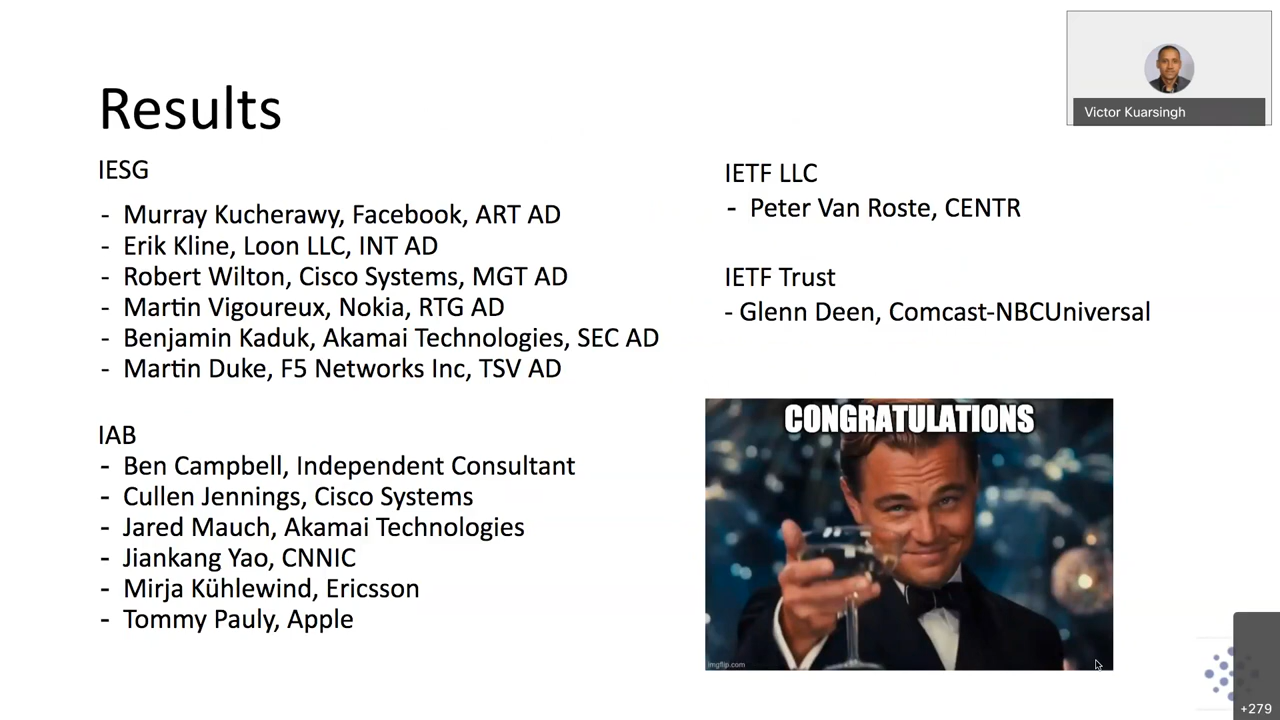 Results
IESG
- Murray Kucherawy, Facebook, ART AD
- Erik Kline, Loon LLC, INT AD
- Robert Wilton, Cisco Systems, MGT AD
- Martin Vigoureux, Nokia, RTG AD
- Benjamin Kaduk, Akamai Technologies, SEC AD
- Martin Duke, F5 Networks Inc, TSV AD
IAB
- Ben Campbell, Independent Consultant
- Cullen Jennings, Cisco Systems
- Jared Mauch, Akamai Technologies
- Jiankang Yao, CNNIC
- Mirja Kühlewind, Ericsson
- Tommy Pauly, Apple
Victor Kuarsingh
IETF LLC
- Peter Van Roste, CENTR
IETF Trust
- Glenn Deen, Comcast-NBCUniversal
CONGRATULATIONS
imgflip.com
+279